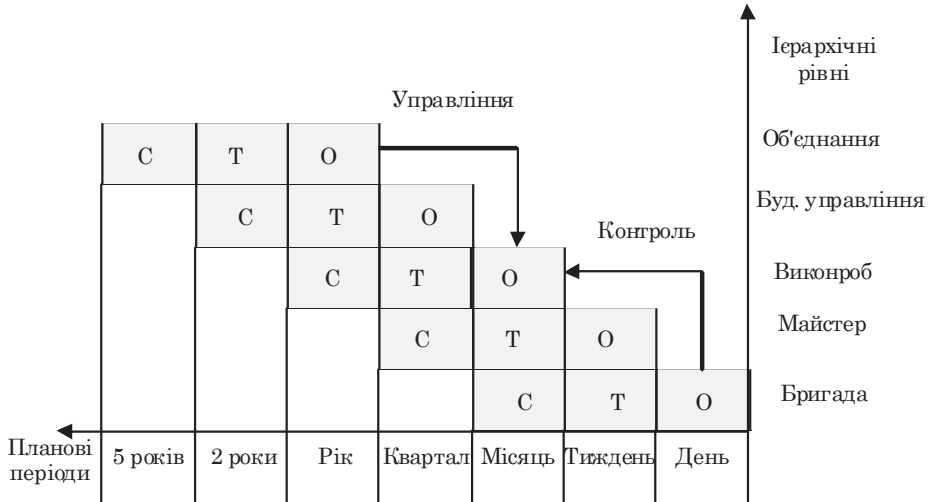 Ієрархічні
рівні
Управління
Об'єднання
С Т О
Буд. управління
С Т О
Контроль
Виконроб
С Т О
Майстер
С Т О
Бригада
С Т О
Планові
періоди
5 років 2 роки Рік Квартал Місяць Тиждень День